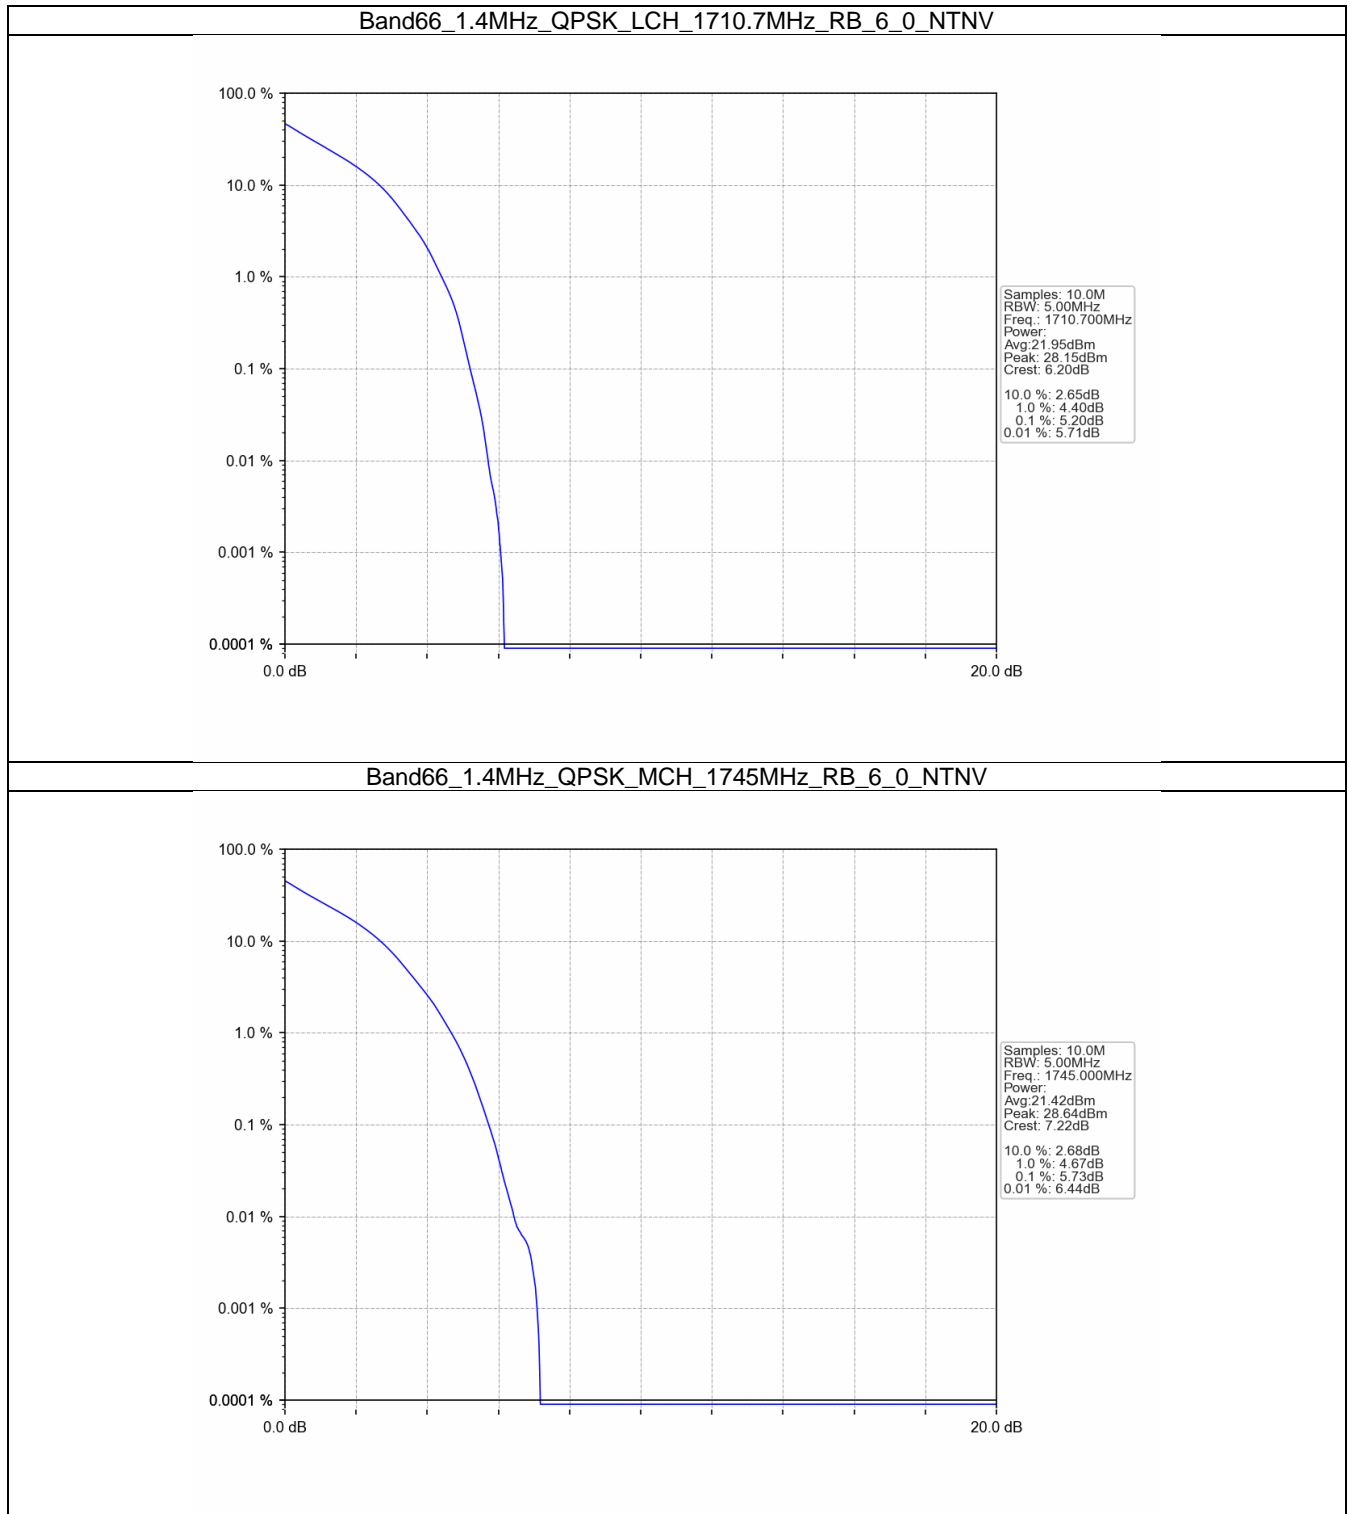 Band66_1.4MHz_QPSK_LCH_1710.7MHz_RB_6_0_NTNV
100.0 %
10.0 %
1.0 %
0.1 %
0.01 %
0.001 %
0.0001 %
0.0 dB
20.0 dB
Samples: 10.0M
RBW: 5.00MHz
Freq.: 1710.700MHz
Power:
Avg:21.95dBm
Peak: 28.15dBm
Crest: 6.20dB
10.0 %: 2.65dB
1.0 %: 4.40dB
0.1 %: 5.20dB
0.01 %: 5.71dB
Band66_1.4MHz_QPSK_MCH_1745MHz_RB_6_0_NTNV
100.0 %
10.0 %
1.0 %
0.1 %
0.01 %
0.001 %
0.0001 %
0.0 dB
20.0 dB
Samples: 10.0M
RBW: 5.00MHz
Freq.: 1745.000MHz
Power:
Avg:21.42dBm
Peak: 28.64dBm
Crest: 7.22dB
10.0 %: 2.68dB
1.0 %: 4.67dB
0.1 %: 5.73dB
0.01 %: 6.44dB